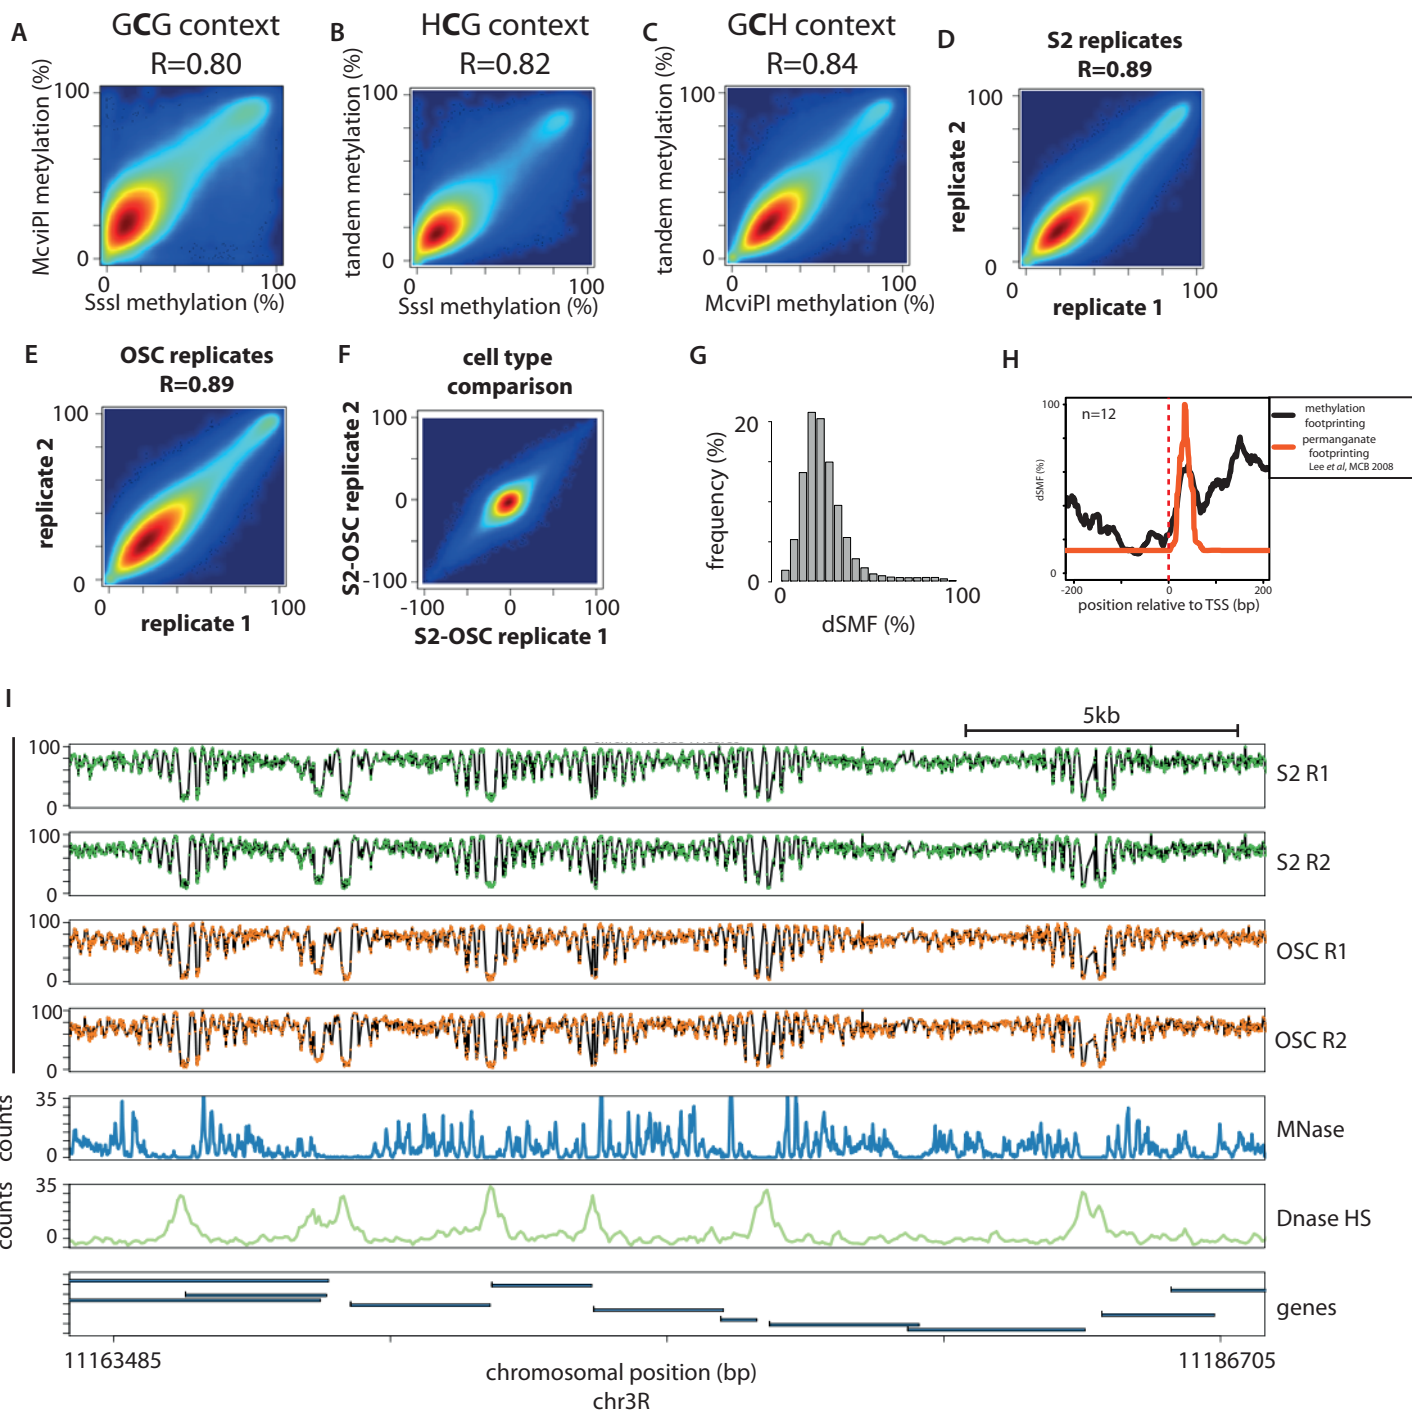 A
GCG context
R=0.80
McviPI metylation (%)
100
0
0
100
SssI methylation (%)
B
HCG context
R=0.82
tandem metylation (%)
100
0
0
100
SssI methylation (%)
C
GCH context
R=0.84
tandem metylation (%)
100
0
0
100
McviPI methylation (%)
D
S2 replicates
R=0.89
replicate 2
100
0
0
100
replicate 1
E
OSC replicates
R=0.89
replicate 2
100
0
0
100
replicate 1
F
cell type
comparison
S2-OSC replicate 2
100
0
-100
-100
0
100
S2-OSC replicate 1
G
frequency (%)
20
0
0
100
dSMF (%)
H
dSMF (%)
100
0
n=12
-200
0
200
position relative to TSS (bp)
methylation
footprinting
permanganate
footprinting
Lee et al, MCB 2008
I
5kb
100
0
S2 R1
100
0
S2 R2
100
0
OSC R1
100
0
OSC R2
counts
35
0
MNase
counts
35
0
Dnase HS
genes
11163485
11186705
chromosomal position (bp)
chr3R